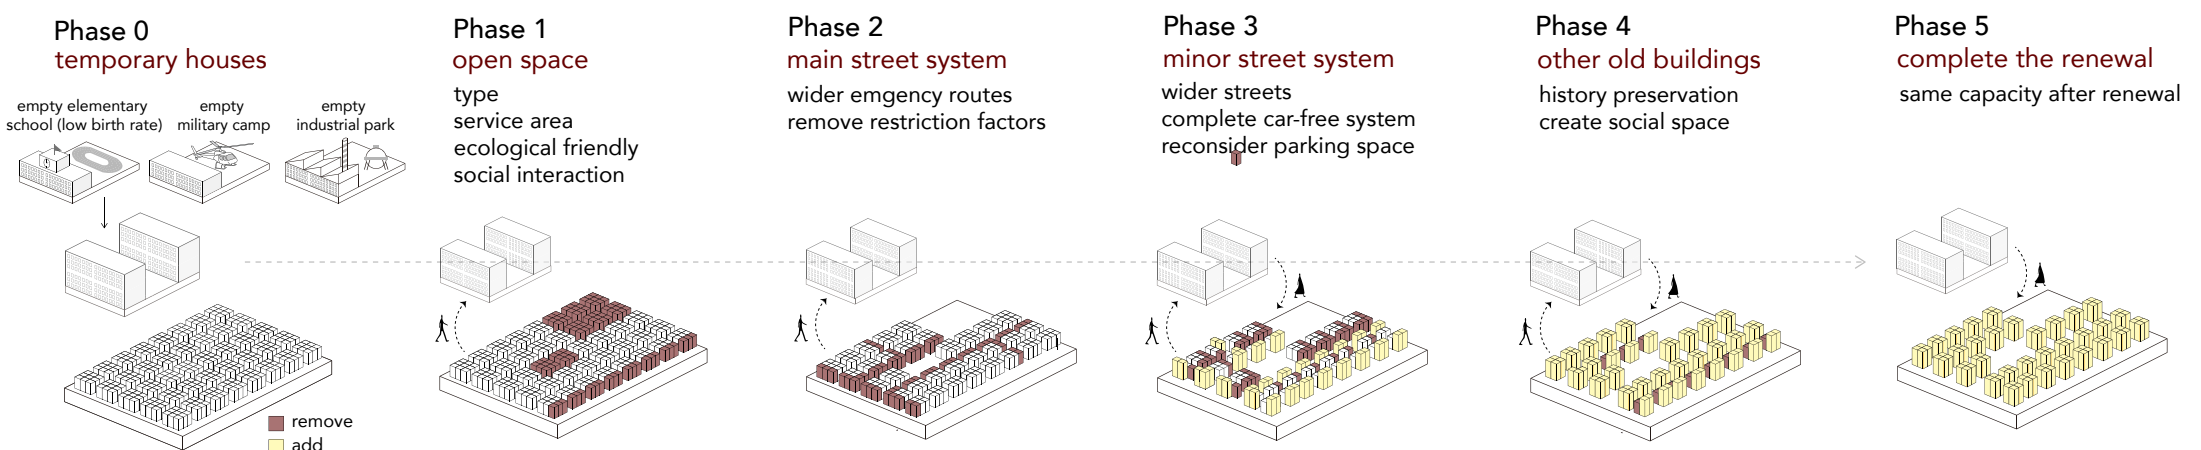 Phase 0
temporary houses
empty elementary
school (low birth rate)
empty
military camp
empty
industrial park
remove
add
Phase 1
open space
type
service area
ecological friendly
social interaction
Phase 2
main street system
wider emgency routes
remove restriction factors
Phase 3
minor street system
wider streets
complete car-free system
reconsider parking space
Phase 4
other old buildings
history preservation
create social space
Phase 5
complete the renewal
same capacity after renewal